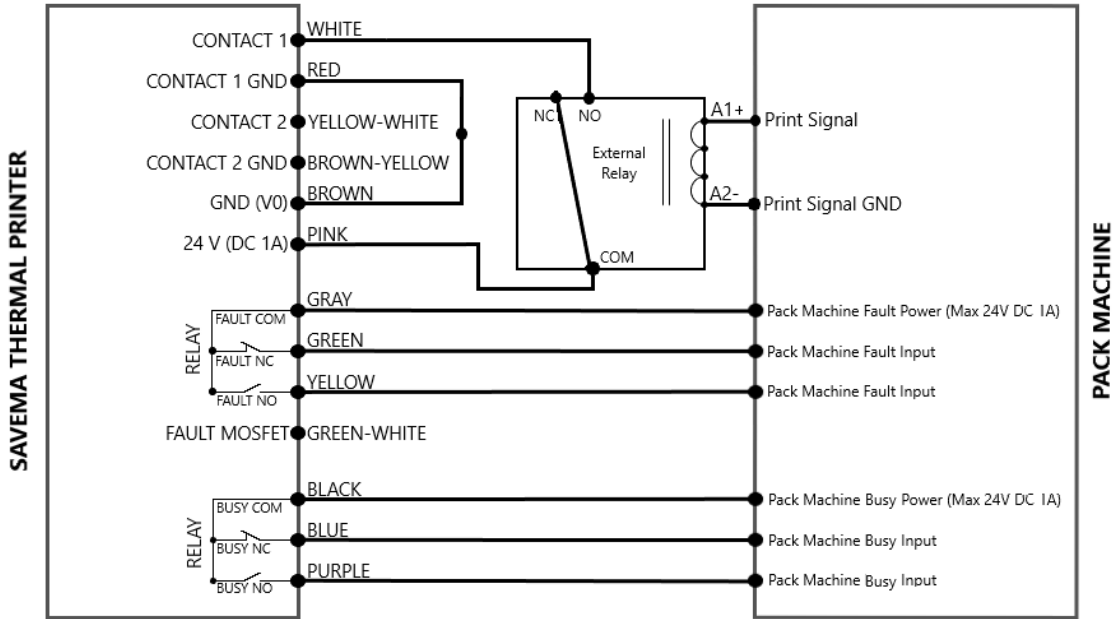 SAVEMA THERMAL PRINTER
CONTACT 1
WHITE
CONTACT 1 GND
RED
CONTACT 2
YELLOW-WHITE
CONTACT 2 GND
BROWN-YELLOW
GND (V0)
BROWN
24 V (DC 1A)
PINK
NC
NO
External
Relay
COM
A1+
Print Signal
A2-
Print Signal GND
RELAY
FAULT COM
GRAY
Pack Machine Fault Power (Max 24V DC 1A)
FAULT NC
GREEN
Pack Machine Fault Input
FAULT NO
YELLOW
Pack Machine Fault Input
FAULT MOSFET
GREEN-WHITE
RELAY
BUSY COM
BLACK
Pack Machine Busy Power (Max 24V DC 1A)
BUSY NC
BLUE
Pack Machine Busy Input
BUSY NO
PURPLE
Pack Machine Busy Input
PACK MACHINE